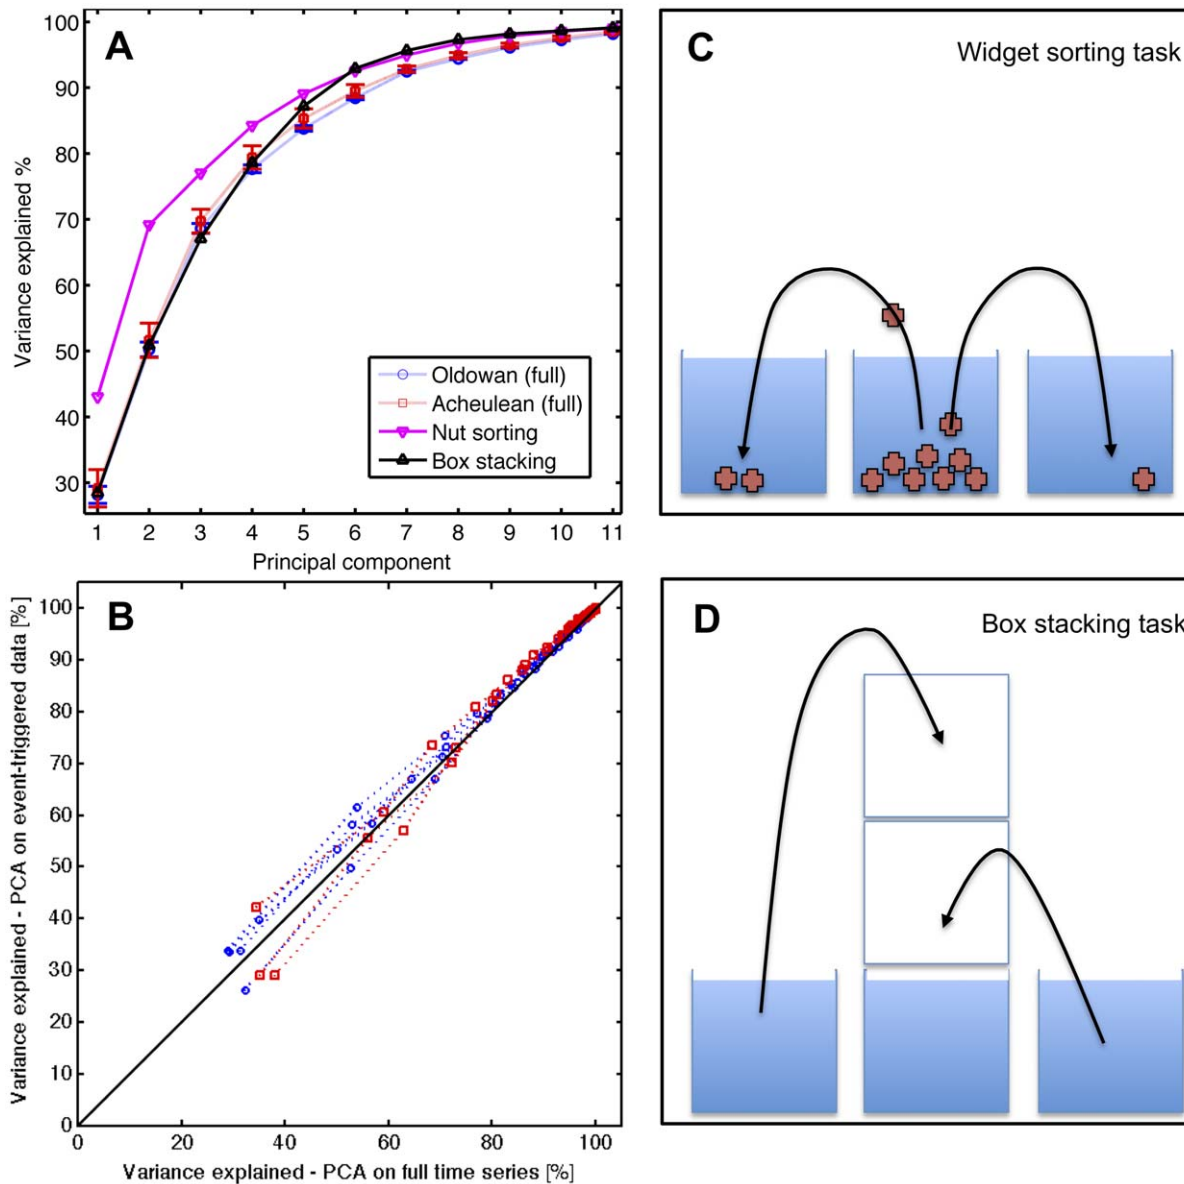 A
100
90
80
70
60
50
40
30
Variance explained %
1 2 3 4 5 6 7 8 9 10 11
Principal component
Oldowan (full)
Acheulean (full)
Nut sorting
Box stacking
C
Widget sorting task
B
100
90
80
70
60
50
40
30
20
10
0
Variance explained - PCA on event-triggered data [%]
0 20 40 60 80 100
Variance explained - PCA on full time series [%]
D
Box stacking task